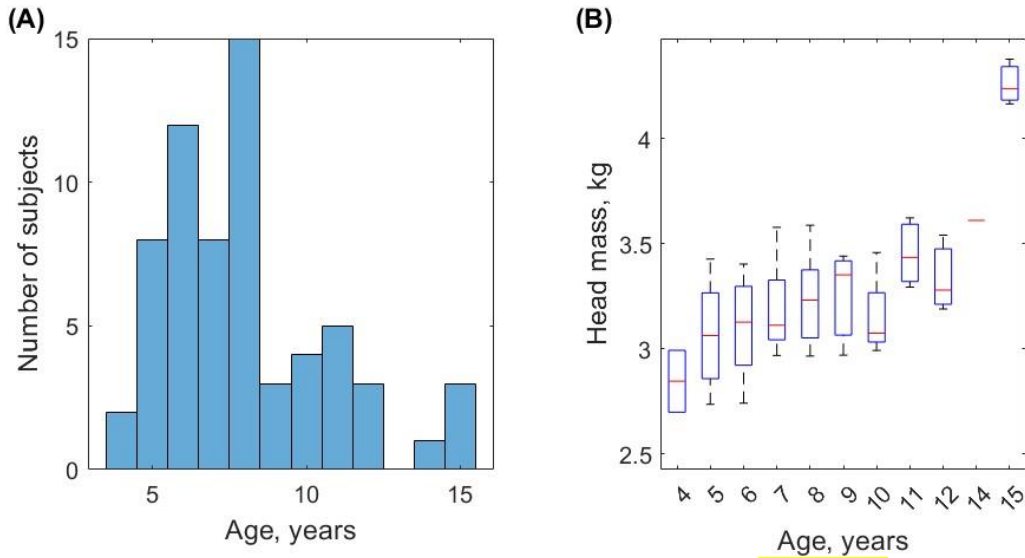 (A)
15
10
5
0
Number of subjects
5 10 15
Age, years
(B)
4
3.5
3
2.5
Head mass, kg
4 5 6 7 8 9 10 11 12 14 15
Age, years